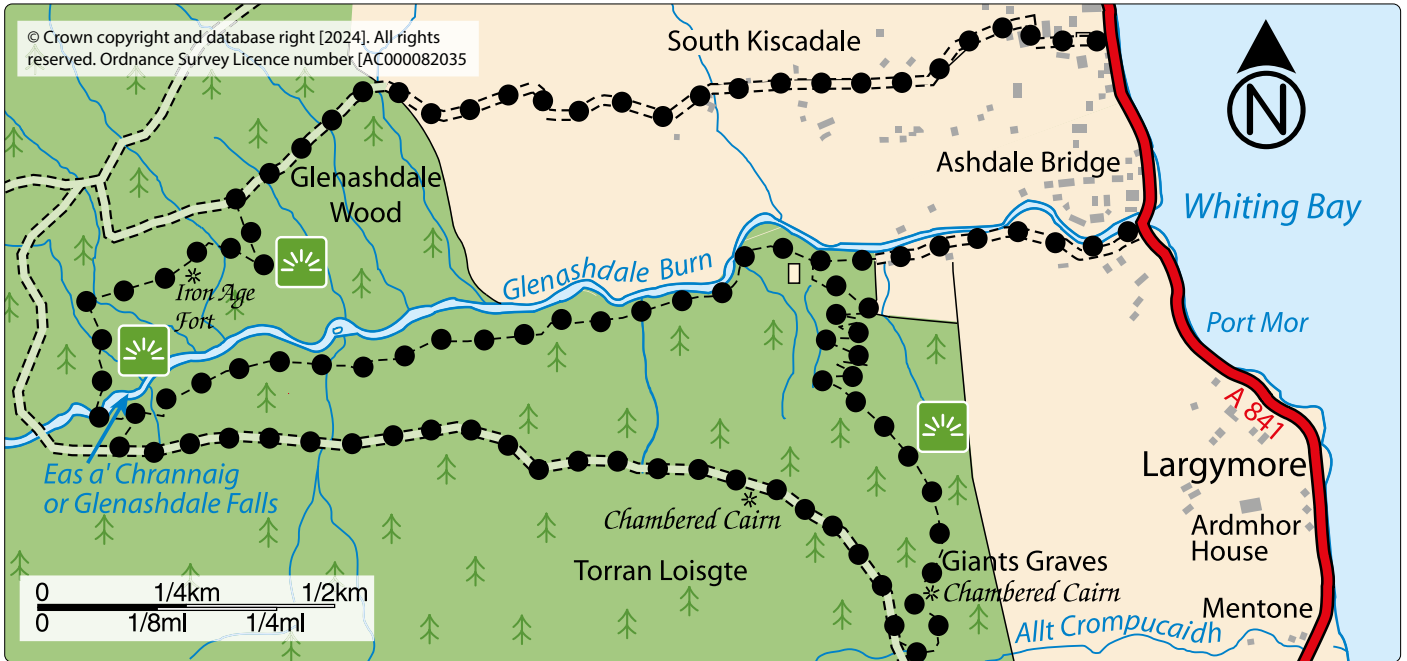 © Crown copyright and database right [2024]. All rights
reserved. Ordnance Survey Licence number [AC000082035
South Kiscadale
N
Ashdale Bridge
Glenashdale
Wood
Whiting Bay
Glenashdale Burn
Iron Age
Fort
Port Mor
A 841
Eas a' Chrannaig
or Glenashdale Falls
Largymore
Chambered Cairn
Ardmhor
House
Torran Loisgte
Giants Graves
Chambered Cairn
Mentone
Allt Crompucaidh
0 1/4km 1/2km
0 1/8ml 1/4ml